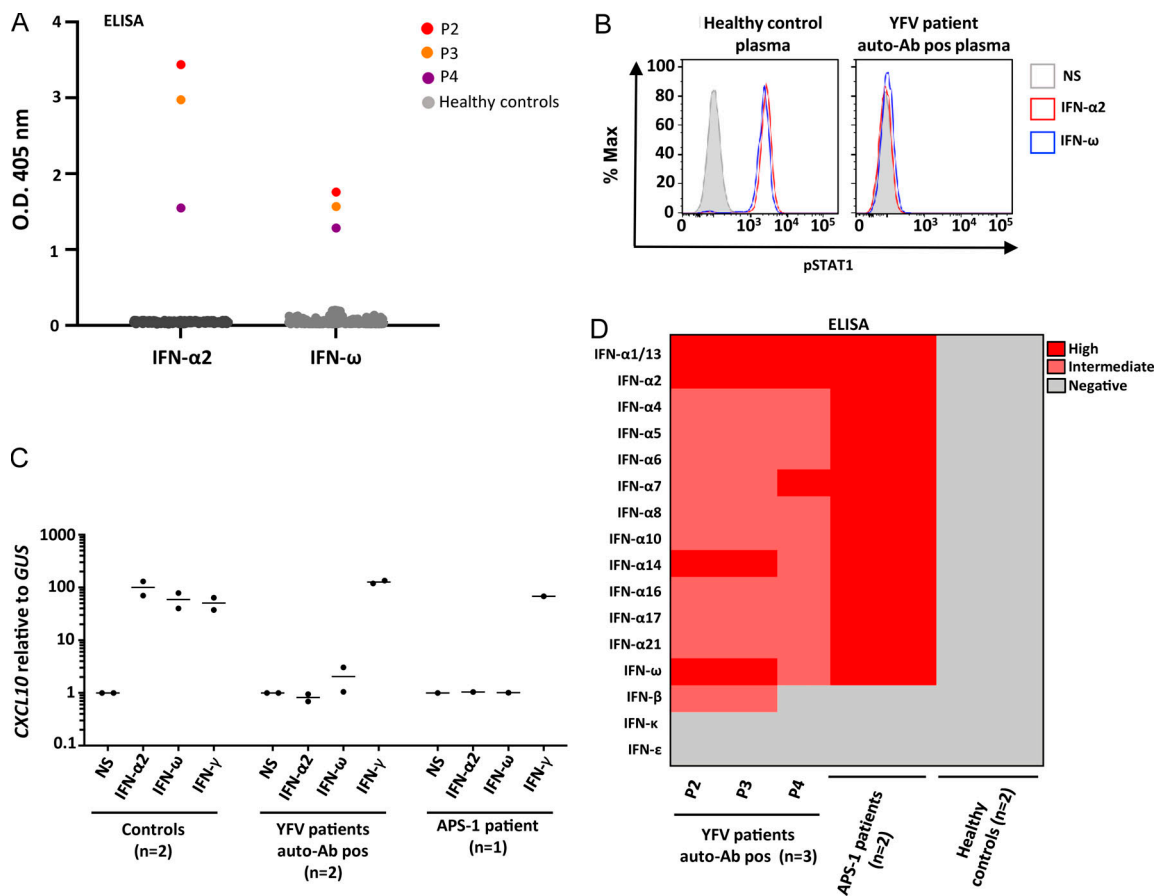 A
ELISA
P2
P3
P4
Healthy controls
O.D. 405 nm
4
3
2
1
0
IFN-α2
IFN-ω
B
Healthy control
plasma
YFV patient
auto-Ab pos plasma
NS
IFN-α2
IFN-ω
% Max
100
80
60
40
20
0
0 10³ 10⁴ 10⁵
0 10³ 10⁴ 10⁵
pSTAT1
C
CXCL10 relative to GUS
1000
100
10
1
0.1
NS IFN-α2 IFN-ω IFN-γ
NS IFN-α2 IFN-ω IFN-γ
NS IFN-α2 IFN-ω IFN-γ
Controls
(n=2)
YFV patients
auto-Ab pos
(n=2)
APS-1 patient
(n=1)
D
ELISA
High
Intermediate
Negative
IFN-α1/13
IFN-α2
IFN-α4
IFN-α5
IFN-α6
IFN-α7
IFN-α8
IFN-α10
IFN-α14
IFN-α16
IFN-α17
IFN-α21
IFN-ω
IFN-β
IFN-κ
IFN-ε
P2 P3 P4
YFV patients
auto-Ab pos (n=3)
APS-1 patients
(n=2)
Healthy
controls (n=2)